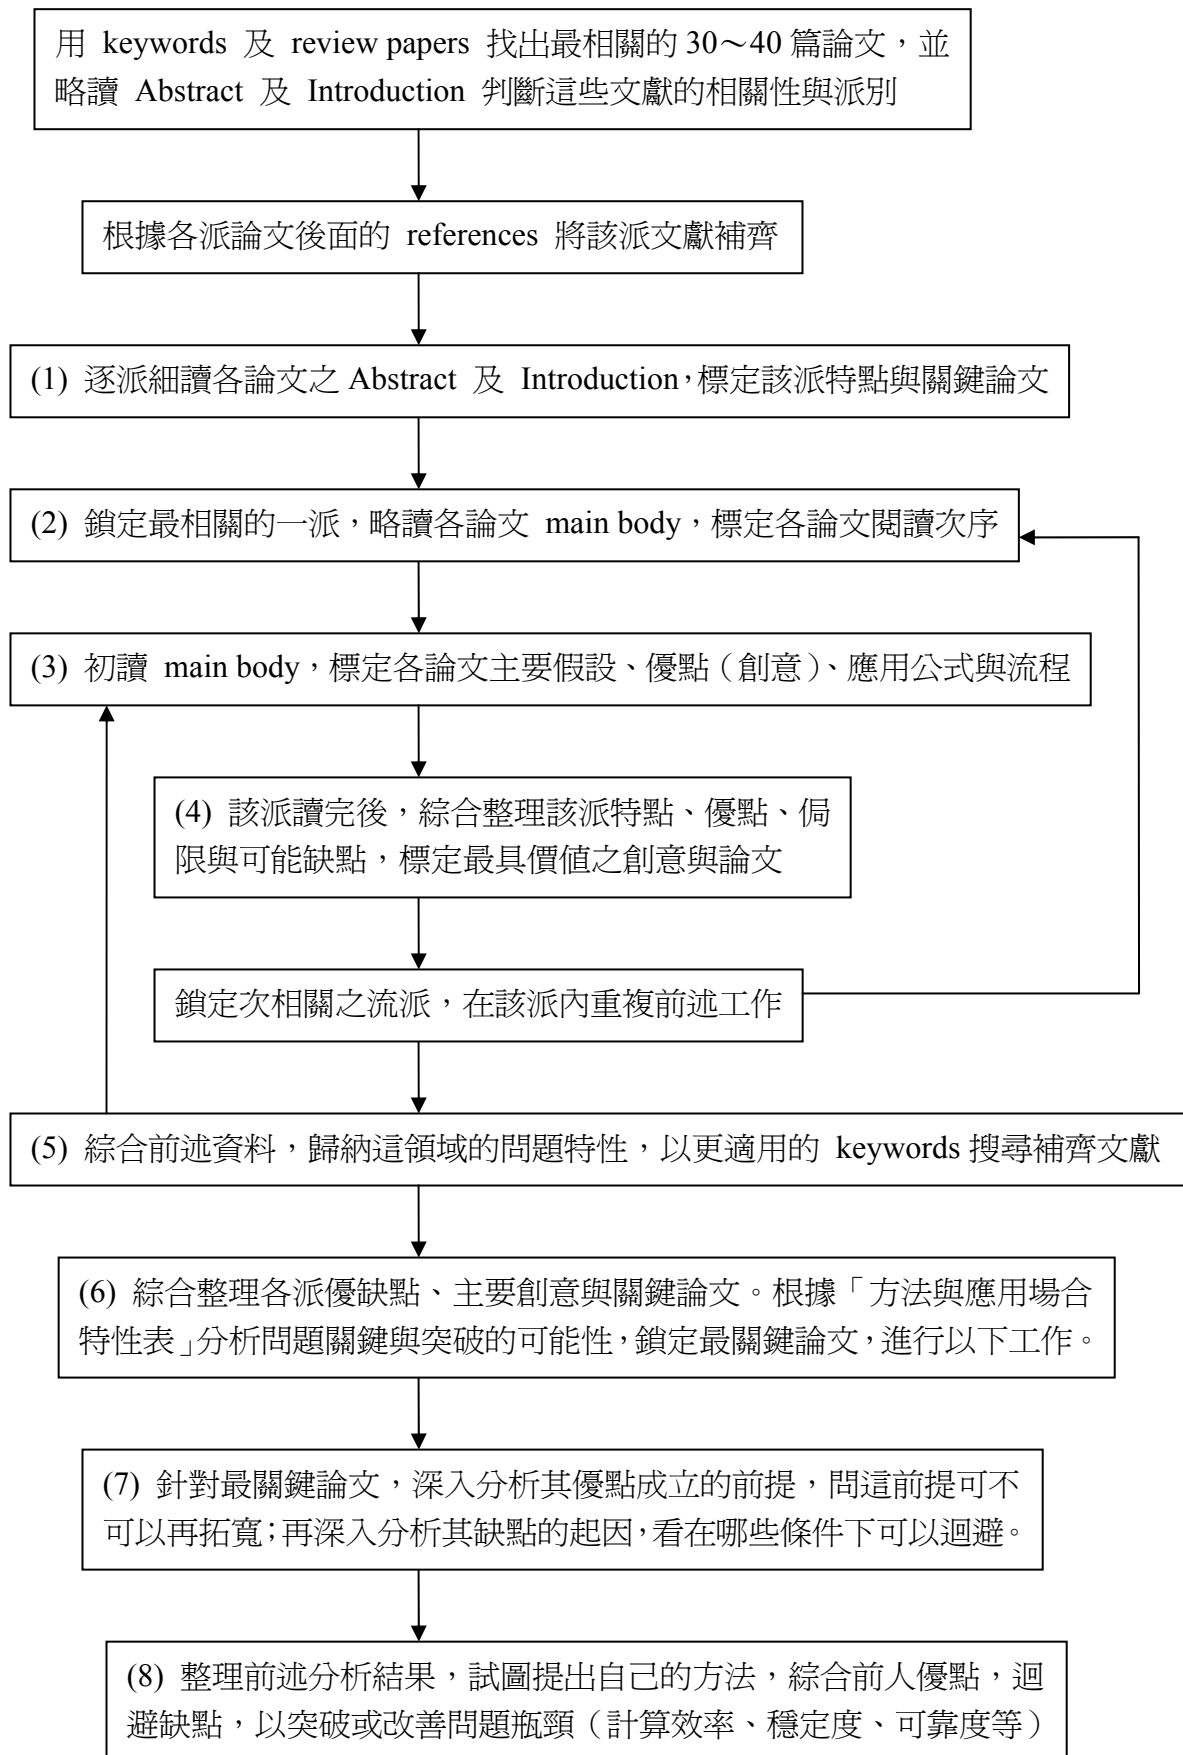 用 keywords 及 review papers 找出最相關的 30～40 篇論文，並
略讀 Abstract 及 Introduction 判斷這些文獻的相關性與派別
根據各派論文後面的 references 將該派文獻補齊
(1) 逐派細讀各論文之 Abstract 及 Introduction，標定該派特點與關鍵論文
(2) 鎖定最相關的一派，略讀各論文 main body，標定各論文閱讀次序
(3) 初讀 main body，標定各論文主要假設、優點（創意）、應用公式與流程
(4) 該派讀完後，綜合整理該派特點、優點、侷
限與可能缺點，標定最具價值之創意與論文
鎖定次相關之流派，在該派內重複前述工作
(5) 綜合前述資料，歸納這領域的問題特性，以更適用的 keywords 搜尋補齊文獻
(6) 綜合整理各派優缺點、主要創意與關鍵論文。根據「方法與應用場合
特性表」分析問題關鍵與突破的可能性，鎖定最關鍵論文，進行以下工作。
(7) 針對最關鍵論文，深入分析其優點成立的前提，問這前提可不
可以再拓寬；再深入分析其缺點的起因，看在哪些條件下可以迴避。
(8) 整理前述分析結果，試圖提出自己的方法，綜合前人優點，迴
避缺點，以突破或改善問題瓶頸（計算效率、穩定度、可靠度等）